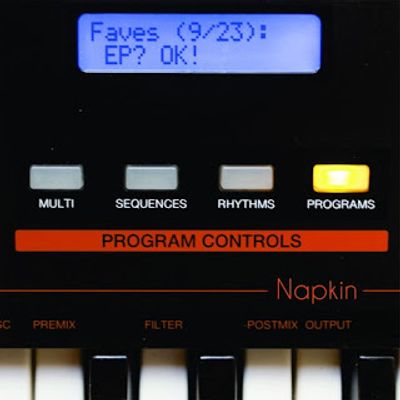 Faves (9/23):
EP? OK!
MULTI SEQUENCES RHYTHMS PROGRAMS
PROGRAM CONTROLS
Napkin
PREMIX FILTER POSTMIX OUTPUT